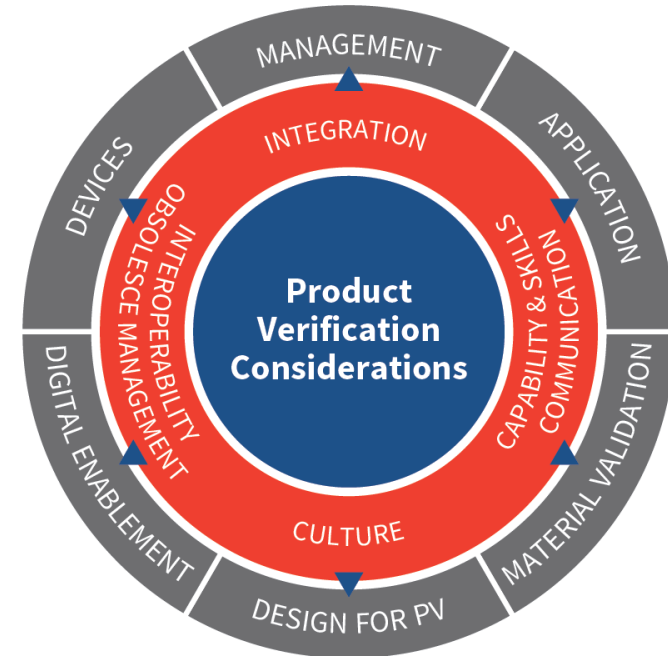 MANAGEMENT
APPLICATION
MATERIAL VALIDATION
DESIGN FOR PV
DIGITAL ENABLEMENT
DEVICES
INTEGRATION
CAPABILITY & SKILLS
COMMUNICATION
CULTURE
OBSOLESCE MANAGEMENT
INTEROPERABILITY
Product
Verification
Considerations